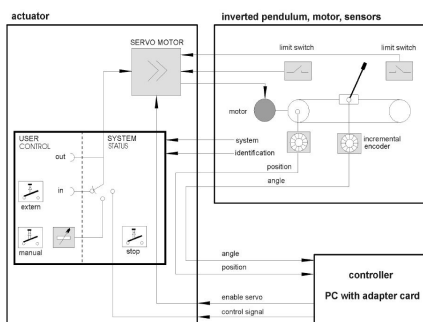 actuator
inverted pendulum, motor, sensors
SERVO MOTOR
limit switch
limit switch
motor
USER
CONTROL
SYSTEM
STATUS
system
identification
incremental
encoder
out
position
angle
in
extern
manual
stop
angle
position
controller
PC with adapter card
enable servo
control signal